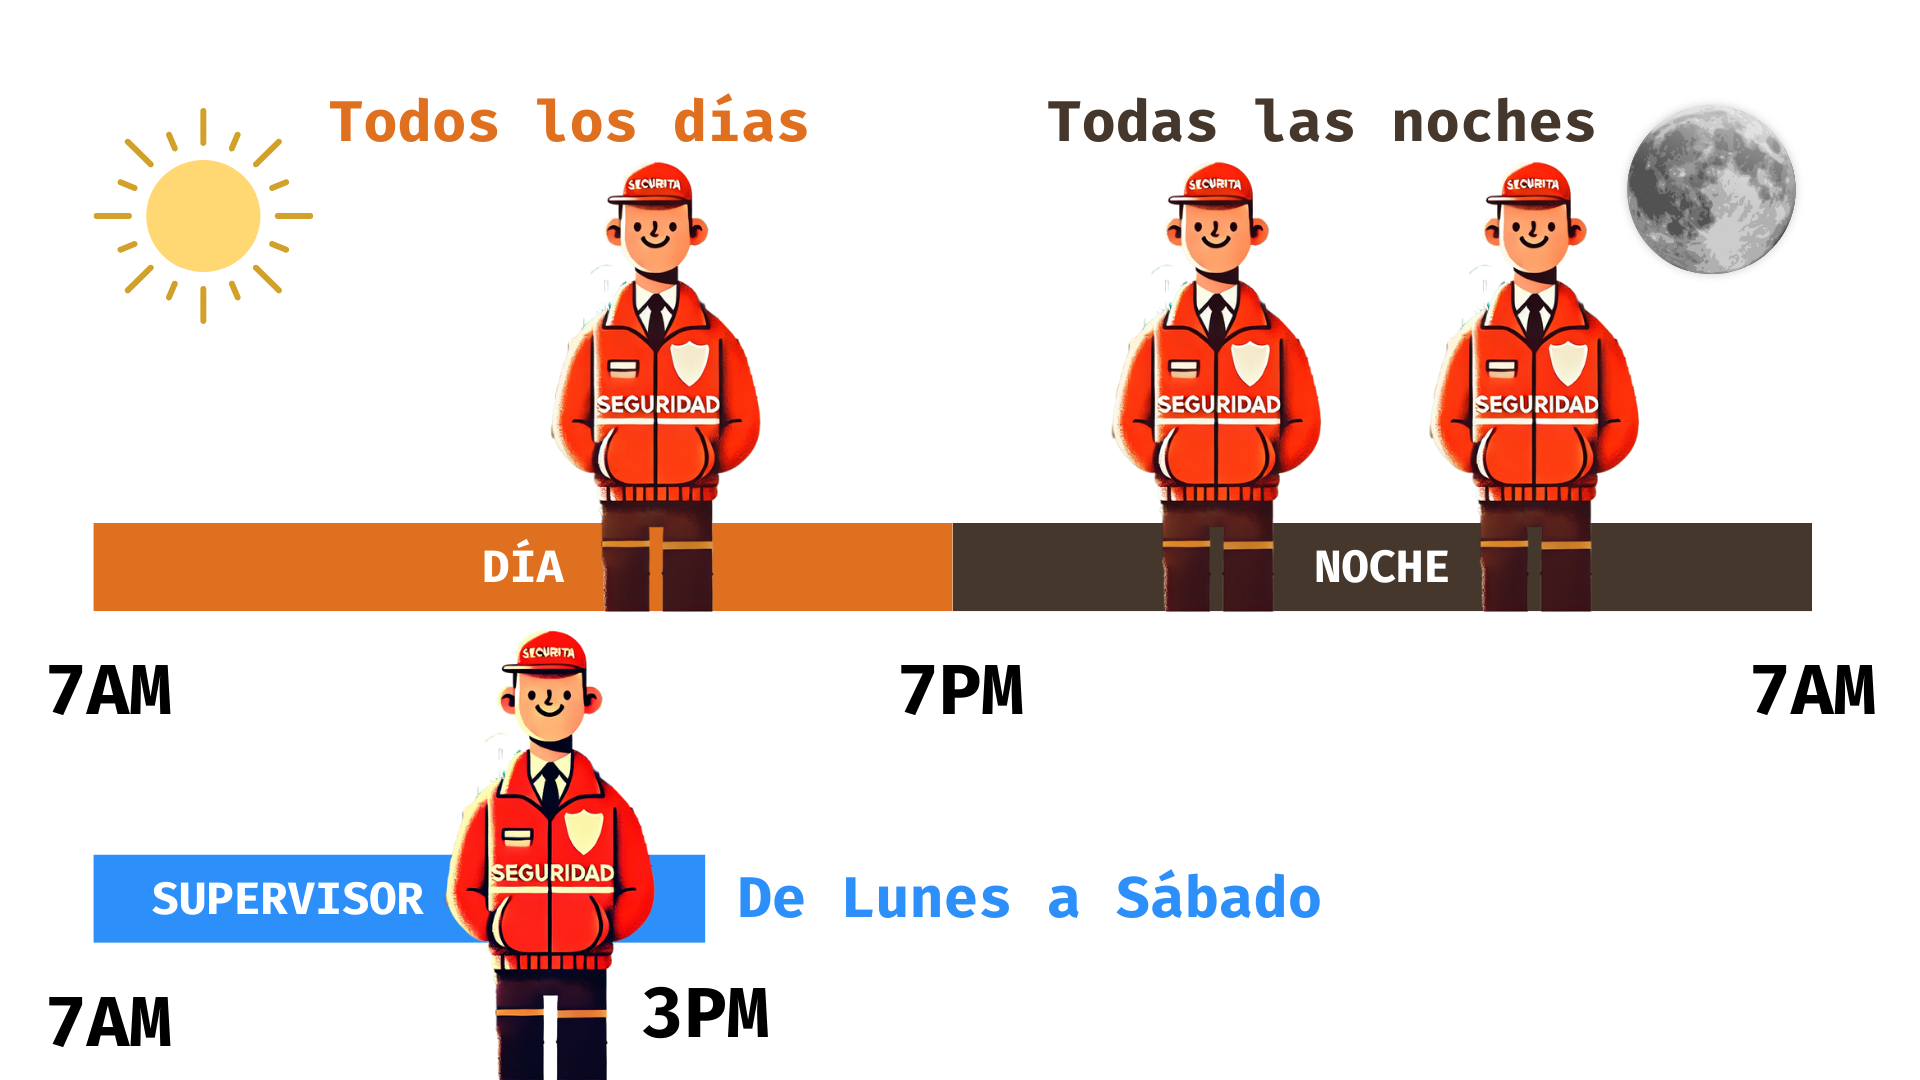 Todos los días
Todas las noches
SECURITA
SECURITA
SECURITA
SEGURIDAD
SEGURIDAD
SEGURIDAD
DÍA
NOCHE
7AM
7PM
7AM
SECURITA
SEGURIDAD
SUPERVISOR
De Lunes a Sábado
7AM
3PM